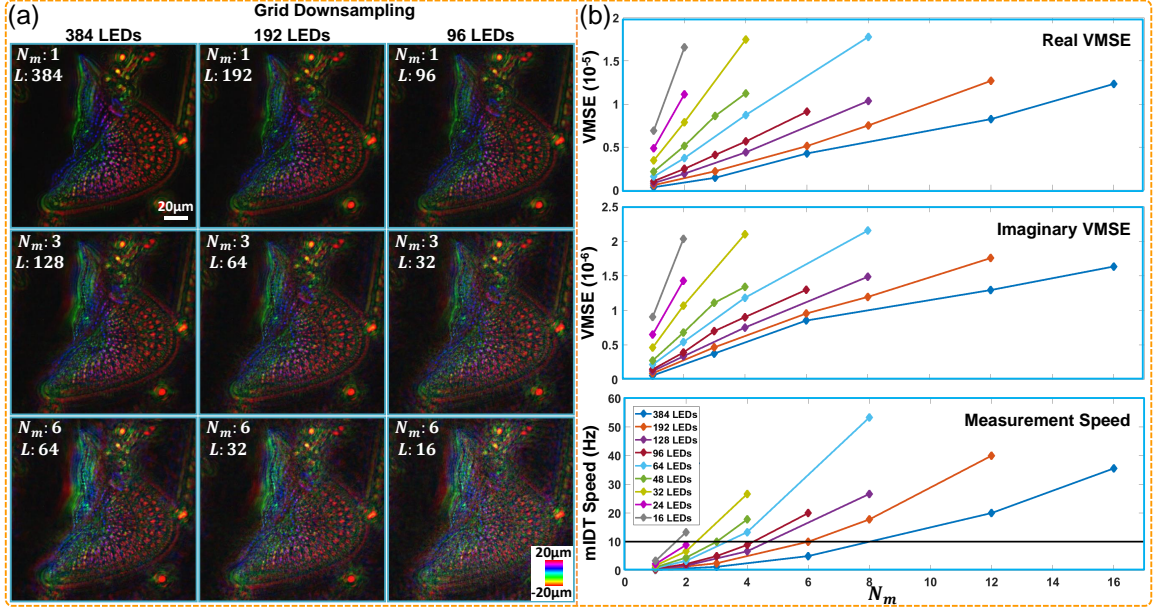 (a)
Grid Downsampling
384 LEDs
192 LEDs
96 LEDs
N_m: 1
L: 384
N_m: 1
L: 192
N_m: 1
L: 96
20μm
N_m: 3
L: 128
N_m: 3
L: 64
N_m: 3
L: 32
N_m: 6
L: 64
N_m: 6
L: 32
N_m: 6
L: 16
20μm
-20μm
(b)
Real VMSE
VMSE (10^-5)
2
1.5
1
0.5
0
Imaginary VMSE
VMSE (10^-6)
2.5
2
1.5
1
0.5
0
Measurement Speed
mIDT Speed (Hz)
60
50
40
30
20
10
0
384 LEDs
192 LEDs
128 LEDs
96 LEDs
64 LEDs
48 LEDs
32 LEDs
24 LEDs
16 LEDs
0
2
4
6
8
10
12
14
16
N_m